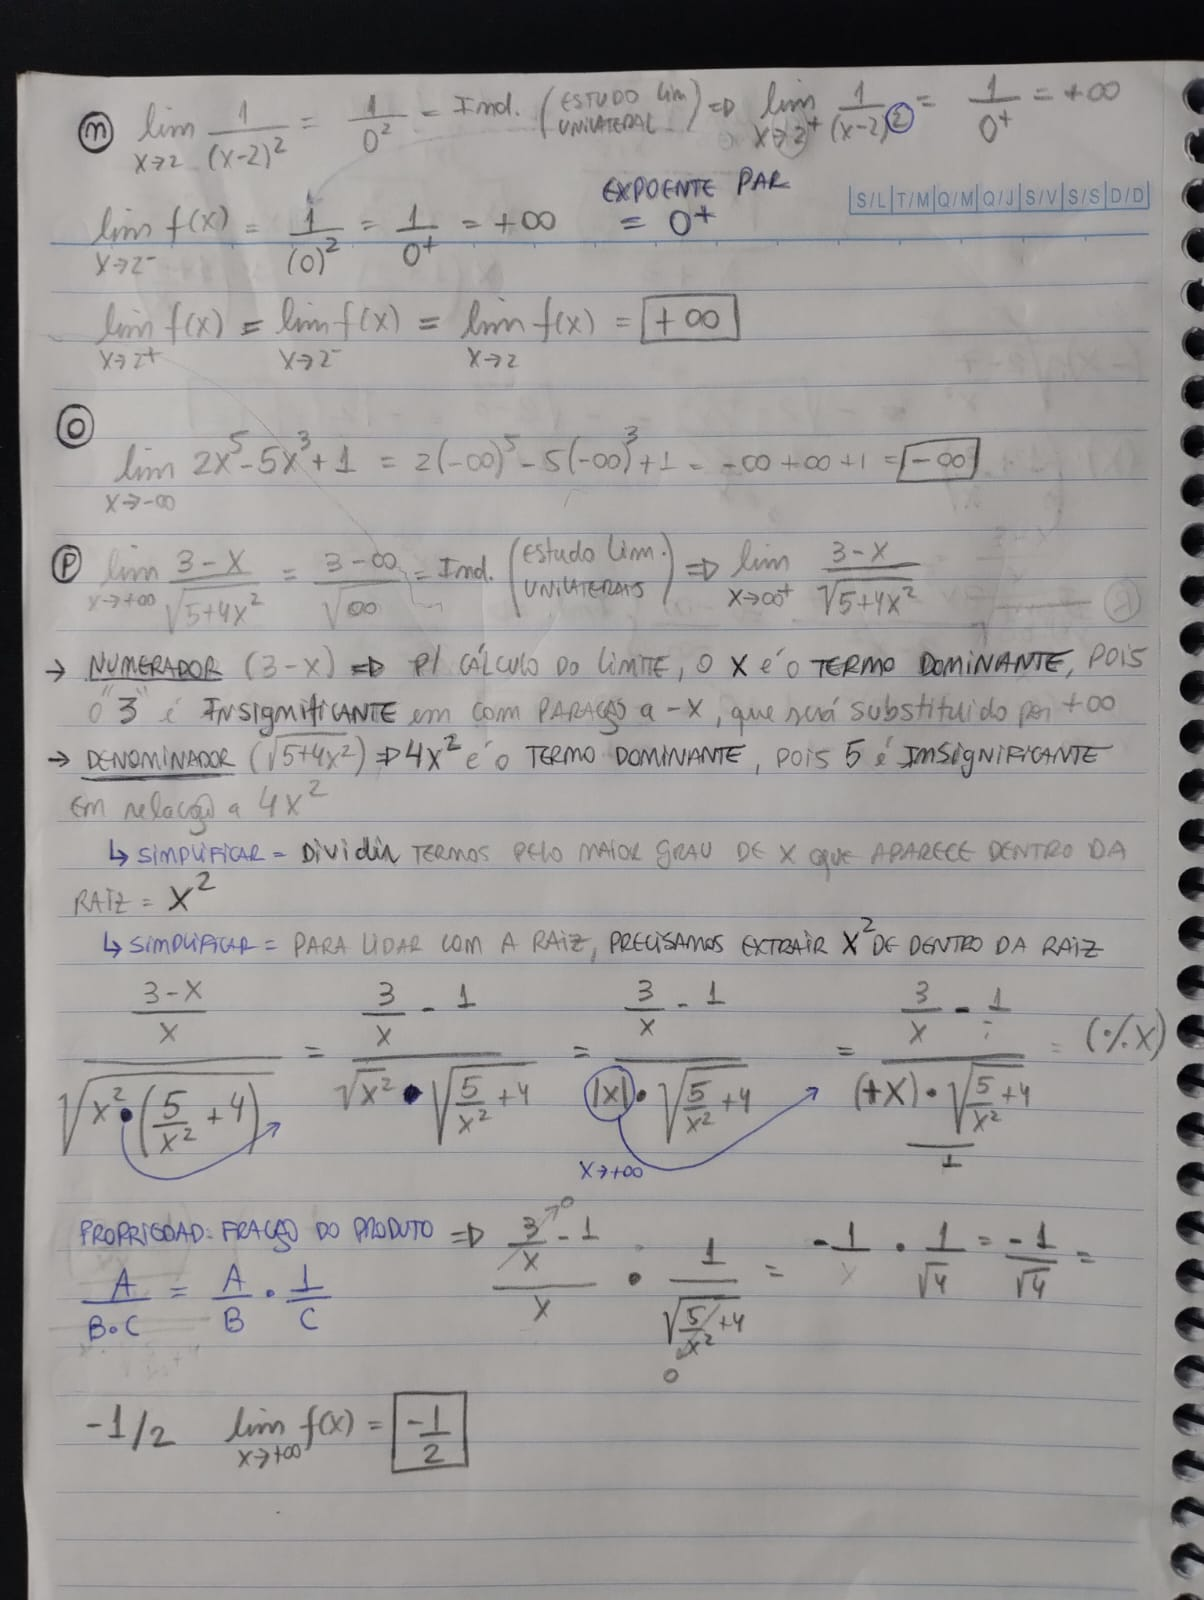 (n) lim x→2 1/(x-2)² = 1/0² = Ind. (ESTUDO lim UNILATERAL) ⇒ lim x→2⁺ 1/(x-2)² = 1/0⁺ = +∞
EXPOENTE PAR = 0⁺
S/L T/M Q/M Q/J S/V S/S D/D
lim x→2⁻ f(x) = 1/(0)² = 1/0⁺ = +∞
lim x→2⁺ f(x) = lim x→2⁻ f(x) = lim x→2 f(x) = +∞
(O)
lim x→-∞ 2x⁵ - 5x³ + 1 = 2(-∞)⁵ - 5(-∞)³ + 1 = -∞ + ∞ + 1 = -∞
(P) lim x→+∞ 3-x/√(5+4x²) = 3-∞/√∞ = Ind. (Estudo Lim. UNILATERAIS) ⇒ lim x→∞⁺ 3-x/√(5+4x²)
→ NUMERADOR (3-x) ⇒ P/ CÁLCULO DO LIMITE, O X é o TERMO DOMINANTE, POIS
O "3" é INSIGNIFICANTE em COMPARAÇÃO a -X, que será substituído por +∞
→ DENOMINADOR (√5+4x²) ⇒ 4x² é o TERMO DOMINANTE, POIS 5 é IMSIGNIFICANTE
Em relação a 4x²
↳ SIMPLIFICAR = Dividir TERMOS PELO MAIOR GRAU DE X QUE APARECE DENTRO DA
RAIZ = X²
↳ SIMPLIFICAR = PARA LIDAR COM A RAIZ, PRECISAMOS EXTRAIR X² DE DENTRO DA RAIZ
(3-x)/x / √(x²•(5/x² + 4)) = (3/x - 1) / (√x² • √(5/x² + 4)) = (3/x - 1) / (|x| • √(5/x² + 4)) = (3/x - 1) / ((+x) • √(5/x² + 4)) = (·/.x)
1
x→+∞
PROPRIEDAD: FRAÇÃO DO PRODUTO ⇒ (3/x →0 - 1)/x • 1/√(5/x² + 4) = -1/x • 1/√4 = -1/√4 =
A/B•C = A/B • 1/C
0
-1/2 lim x→+∞ f(x) = -1/2